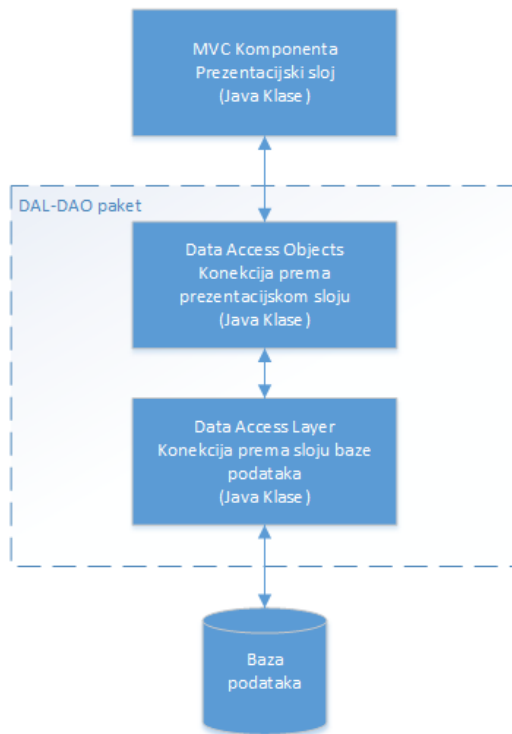 MVC Komponenta
Prezentacijski sloj
(Java Klase)
DAL-DAO paket
Data Access Objects
Konekcija prema
prezentacijskom sloju
(Java Klase)
Data Access Layer
Konekcija prema sloju baze
podataka
(Java Klase)
Baza
podataka